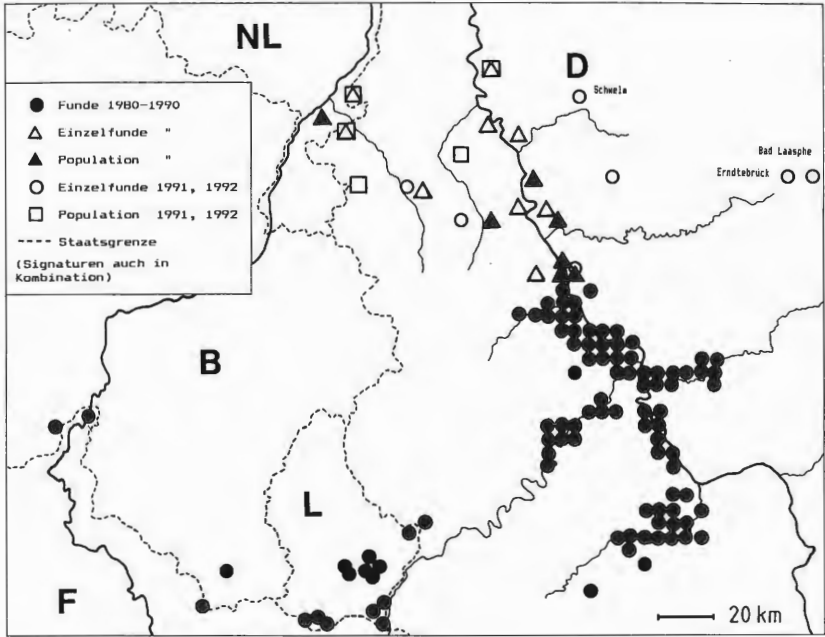 NL
D
Schwelm
Bad Laasphe
Erndtebrück
Funde 1980-1990
Einzelfunde "
Population "
Einzelfunde 1991, 1992
Population 1991, 1992
Staatsgrenze
(Signaturen auch in
Kombination)
B
L
F
20 km